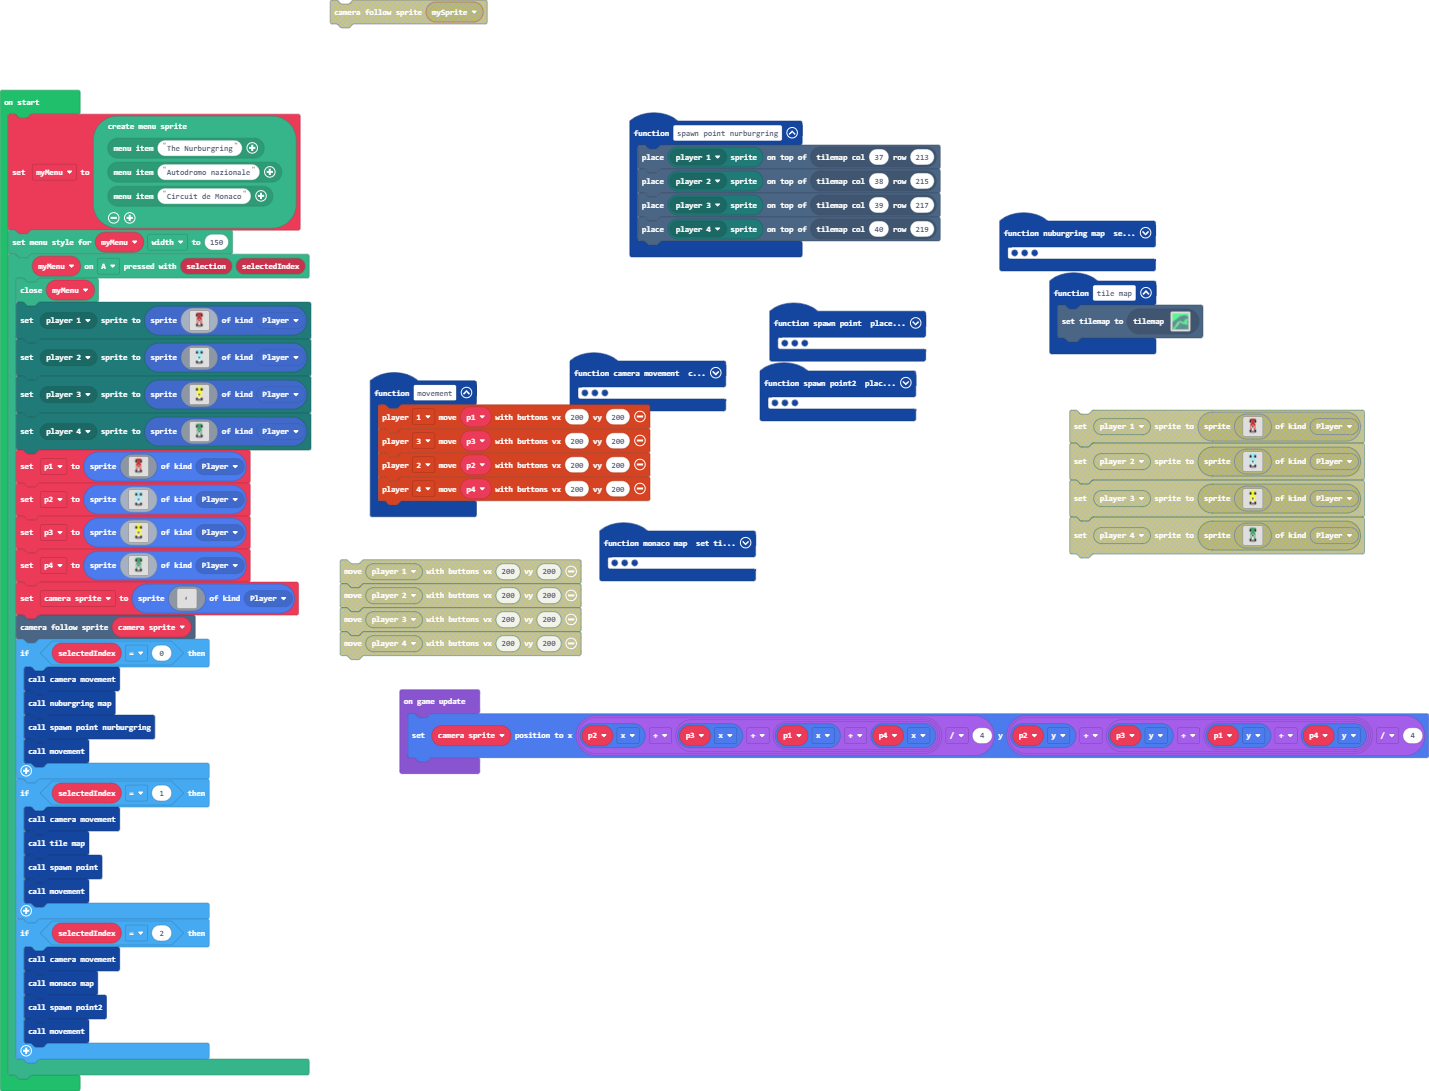 camera follow sprite mySprite
on start
set myMenu to
create menu sprite
menu item "The Nurburgring"
menu item "Autodromo nazionale"
menu item "Circuit de Monaco"
set menu style for myMenu width to 150
myMenu on A pressed with selection selectedIndex
close myMenu
set player 1 sprite to sprite of kind Player
set player 2 sprite to sprite of kind Player
set player 3 sprite to sprite of kind Player
set player 4 sprite to sprite of kind Player
set p1 to sprite of kind Player
set p2 to sprite of kind Player
set p3 to sprite of kind Player
set p4 to sprite of kind Player
set camera sprite to sprite of kind Player
camera follow sprite camera sprite
if selectedIndex = 0 then
call camera movement
call nuburgring map
call spawn point nurburgring
call movement
if selectedIndex = 1 then
call camera movement
call tile map
call spawn point
call movement
if selectedIndex = 2 then
call camera movement
call monaco map
call spawn point2
call movement
function spawn point nurburgring
place player 1 sprite on top of tilemap col 37 row 213
place player 2 sprite on top of tilemap col 38 row 215
place player 3 sprite on top of tilemap col 39 row 217
place player 4 sprite on top of tilemap col 40 row 219
function nuburgring map se...
function tile map
set tilemap to tilemap
function spawn point place...
function camera movement c...
function spawn point2 plac...
function movement
player 1 move p1 with buttons vx 200 vy 200
player 3 move p3 with buttons vx 200 vy 200
player 2 move p2 with buttons vx 200 vy 200
player 4 move p4 with buttons vx 200 vy 200
function monaco map set ti...
set player 1 sprite to sprite of kind Player
set player 2 sprite to sprite of kind Player
set player 3 sprite to sprite of kind Player
set player 4 sprite to sprite of kind Player
move player 1 with buttons vx 200 vy 200
move player 2 with buttons vx 200 vy 200
move player 3 with buttons vx 200 vy 200
move player 4 with buttons vx 200 vy 200
on game update
set camera sprite position to x p2 x + p3 x + p1 x + p4 x / 4 y p2 y + p3 y + p1 y + p4 y / 4